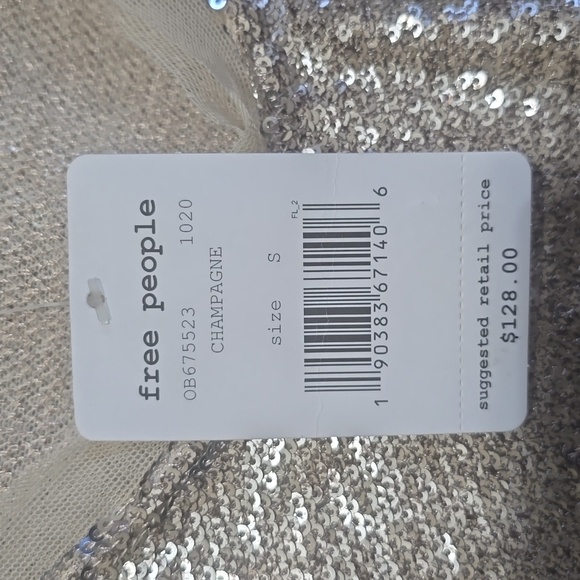 free people
OB675523 1020
CHAMPAGNE
size S
FL_2
1 90383 67140 6
suggested retail price
$128.00